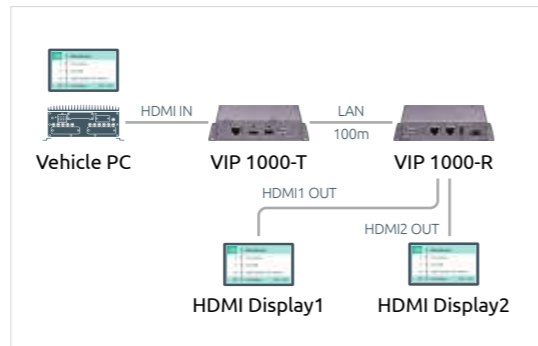 HDMI IN
LAN
100m
Vehicle PC
VIP 1000-T
VIP 1000-R
HDMI1 OUT
HDMI2 OUT
HDMI Display1
HDMI Display2